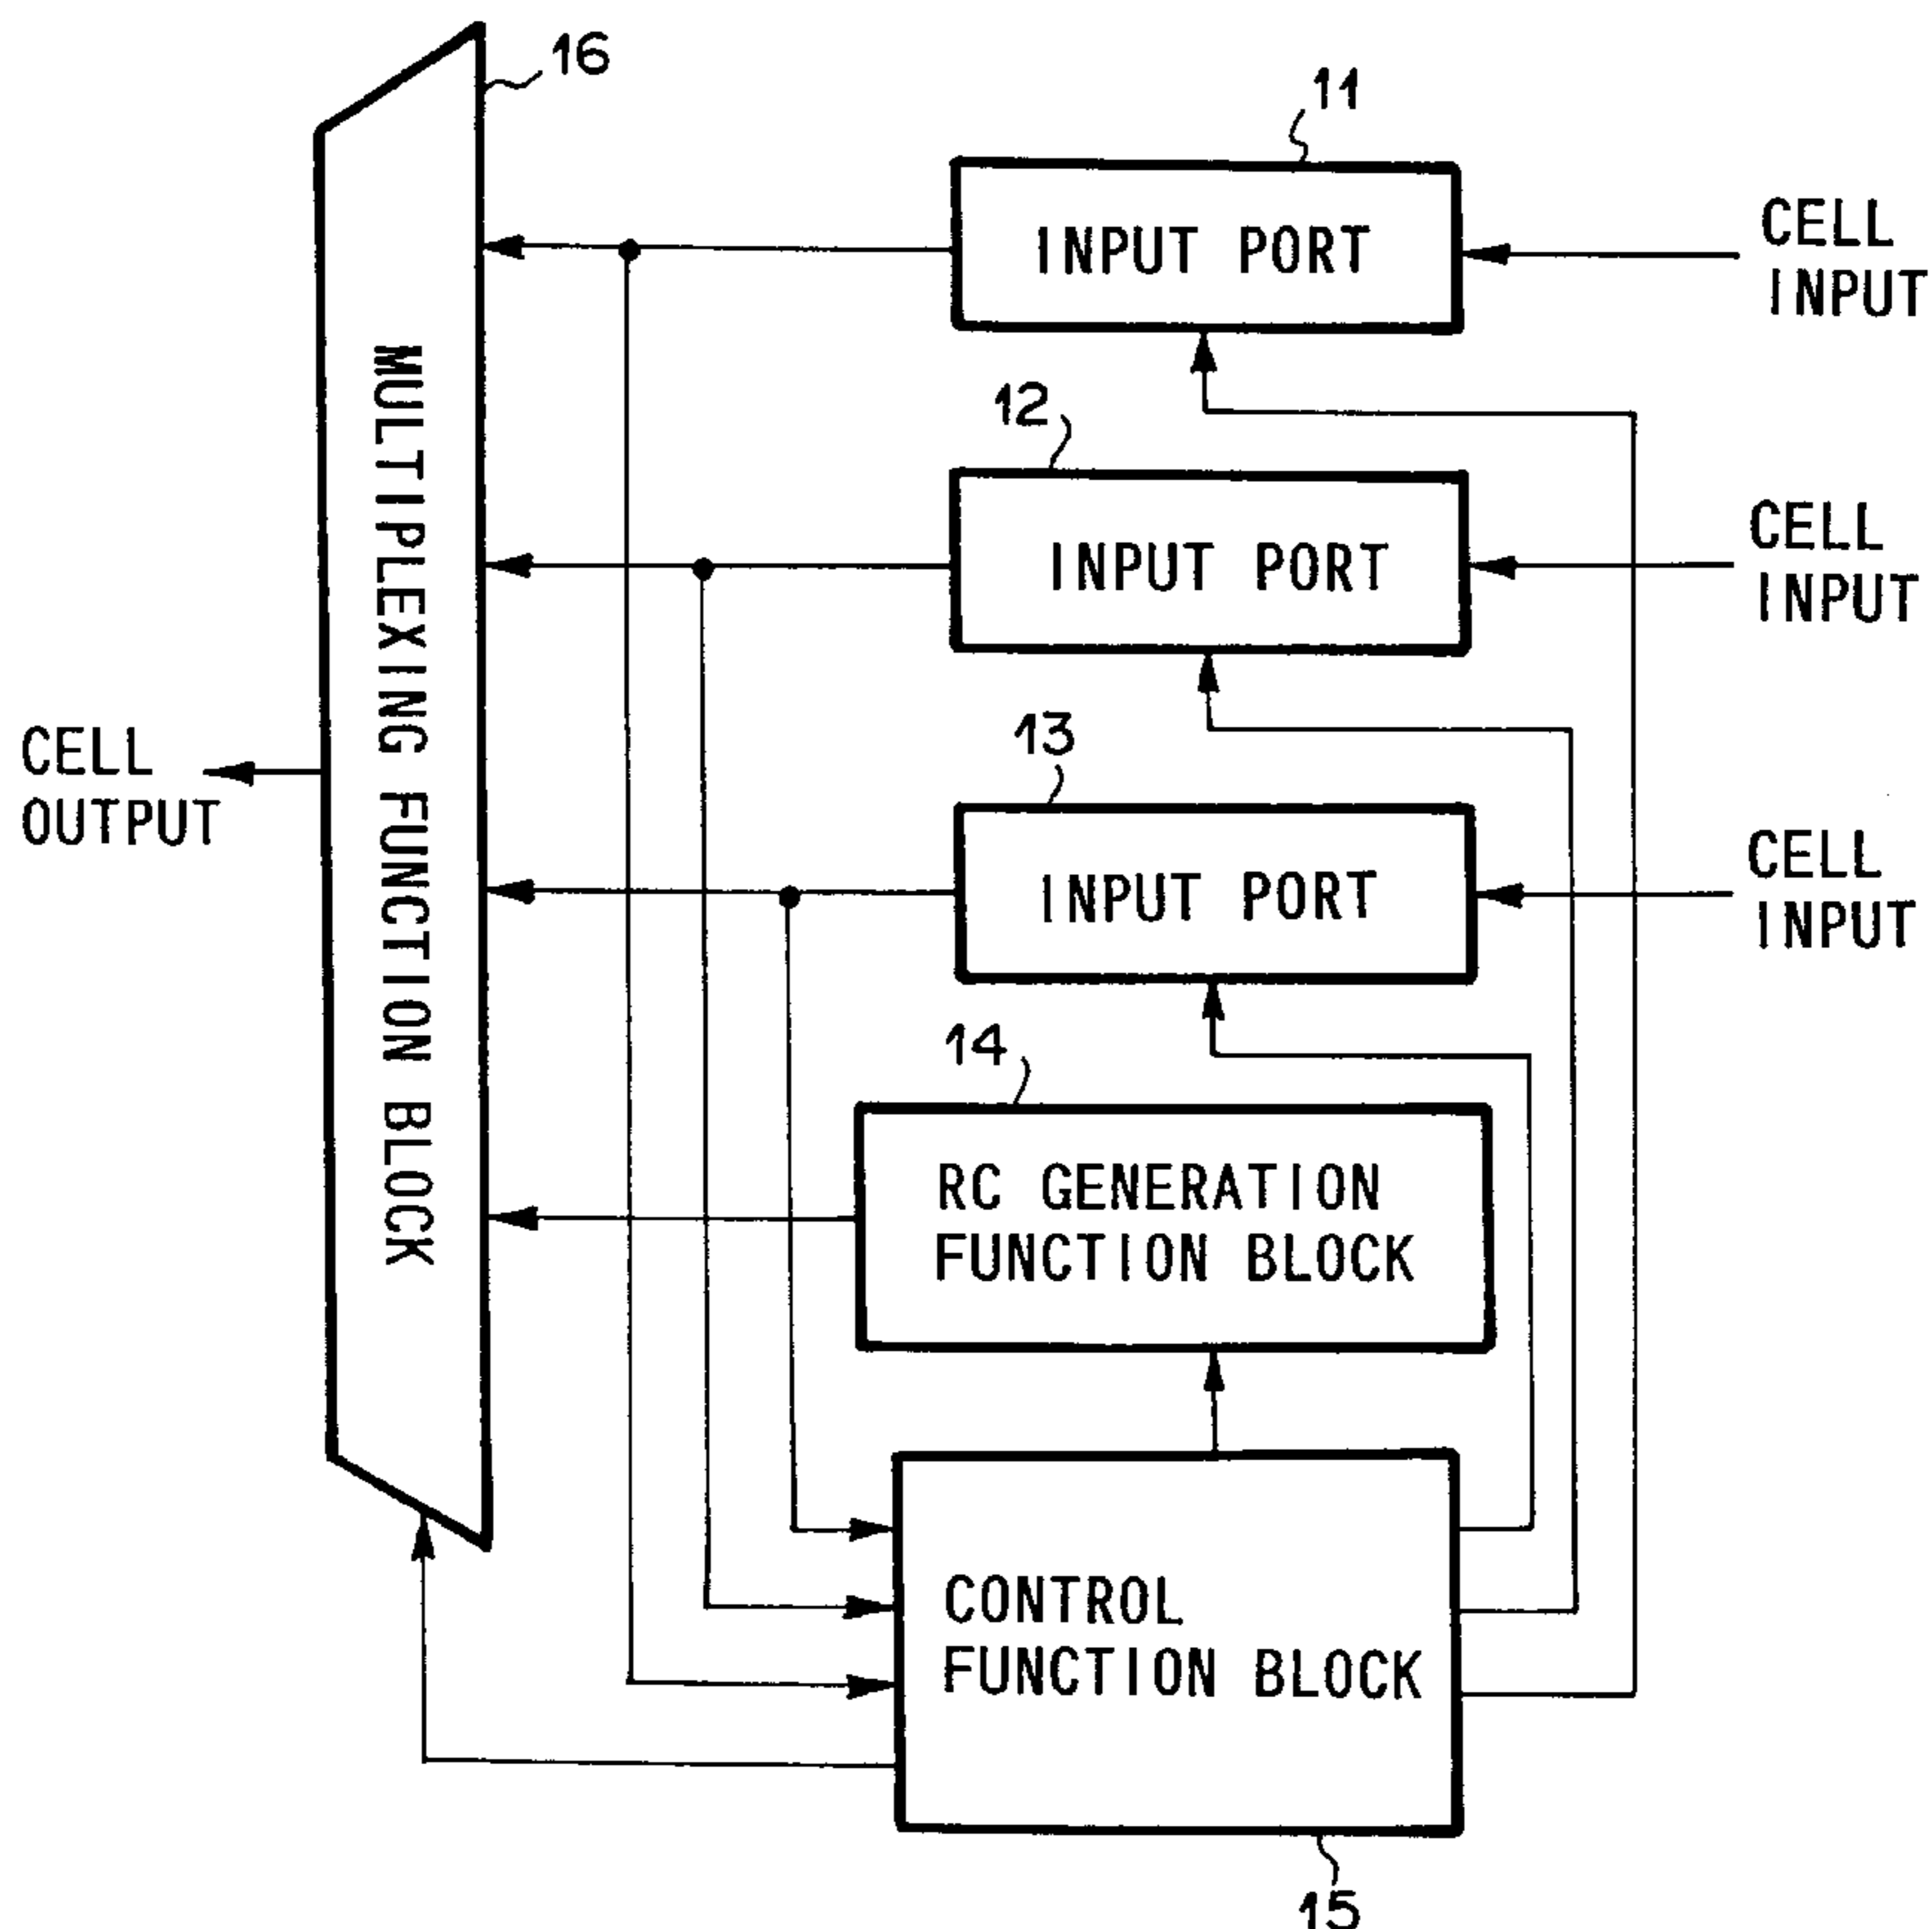 16
11
INPUT PORT
CELL
INPUT
12
INPUT PORT
CELL
INPUT
13
INPUT PORT
CELL
INPUT
MULTIPLEXING FUNCTION BLOCK
CELL
OUTPUT
14
RC GENERATION
FUNCTION BLOCK
CONTROL
FUNCTION BLOCK
15